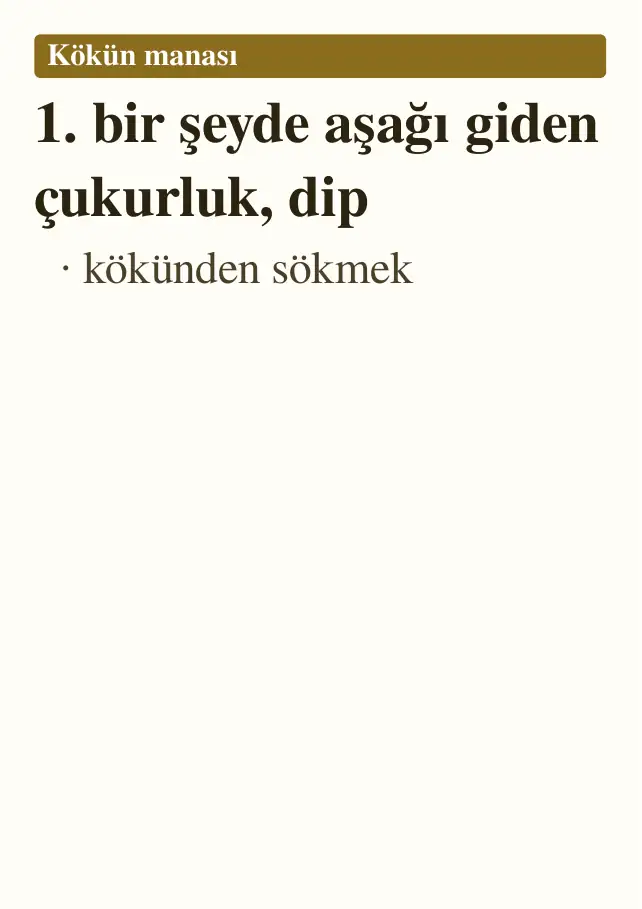 Kökün manası
1. bir şeyde aşağı giden
çukurluk, dip
· kökünden sökmek